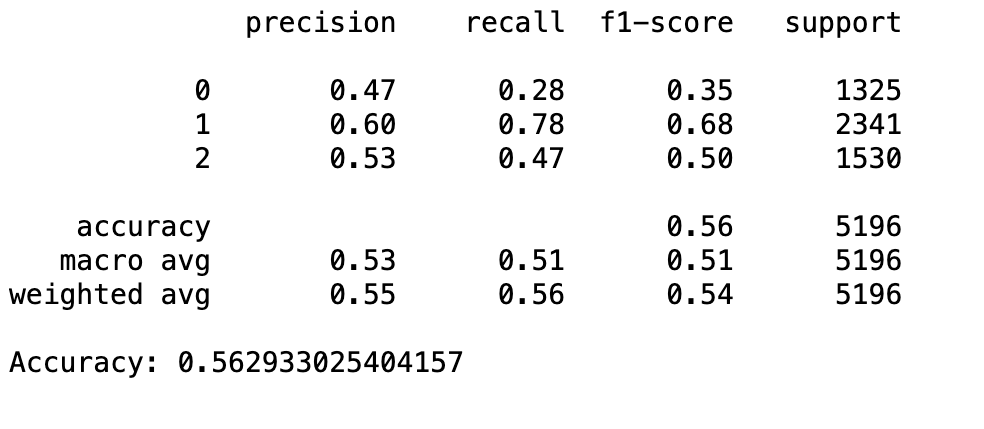 precision recall f1-score support
0 0.47 0.28 0.35 1325
1 0.60 0.78 0.68 2341
2 0.53 0.47 0.50 1530
accuracy 0.56 5196
macro avg 0.53 0.51 0.51 5196
weighted avg 0.55 0.56 0.54 5196
Accuracy: 0.562933025404157